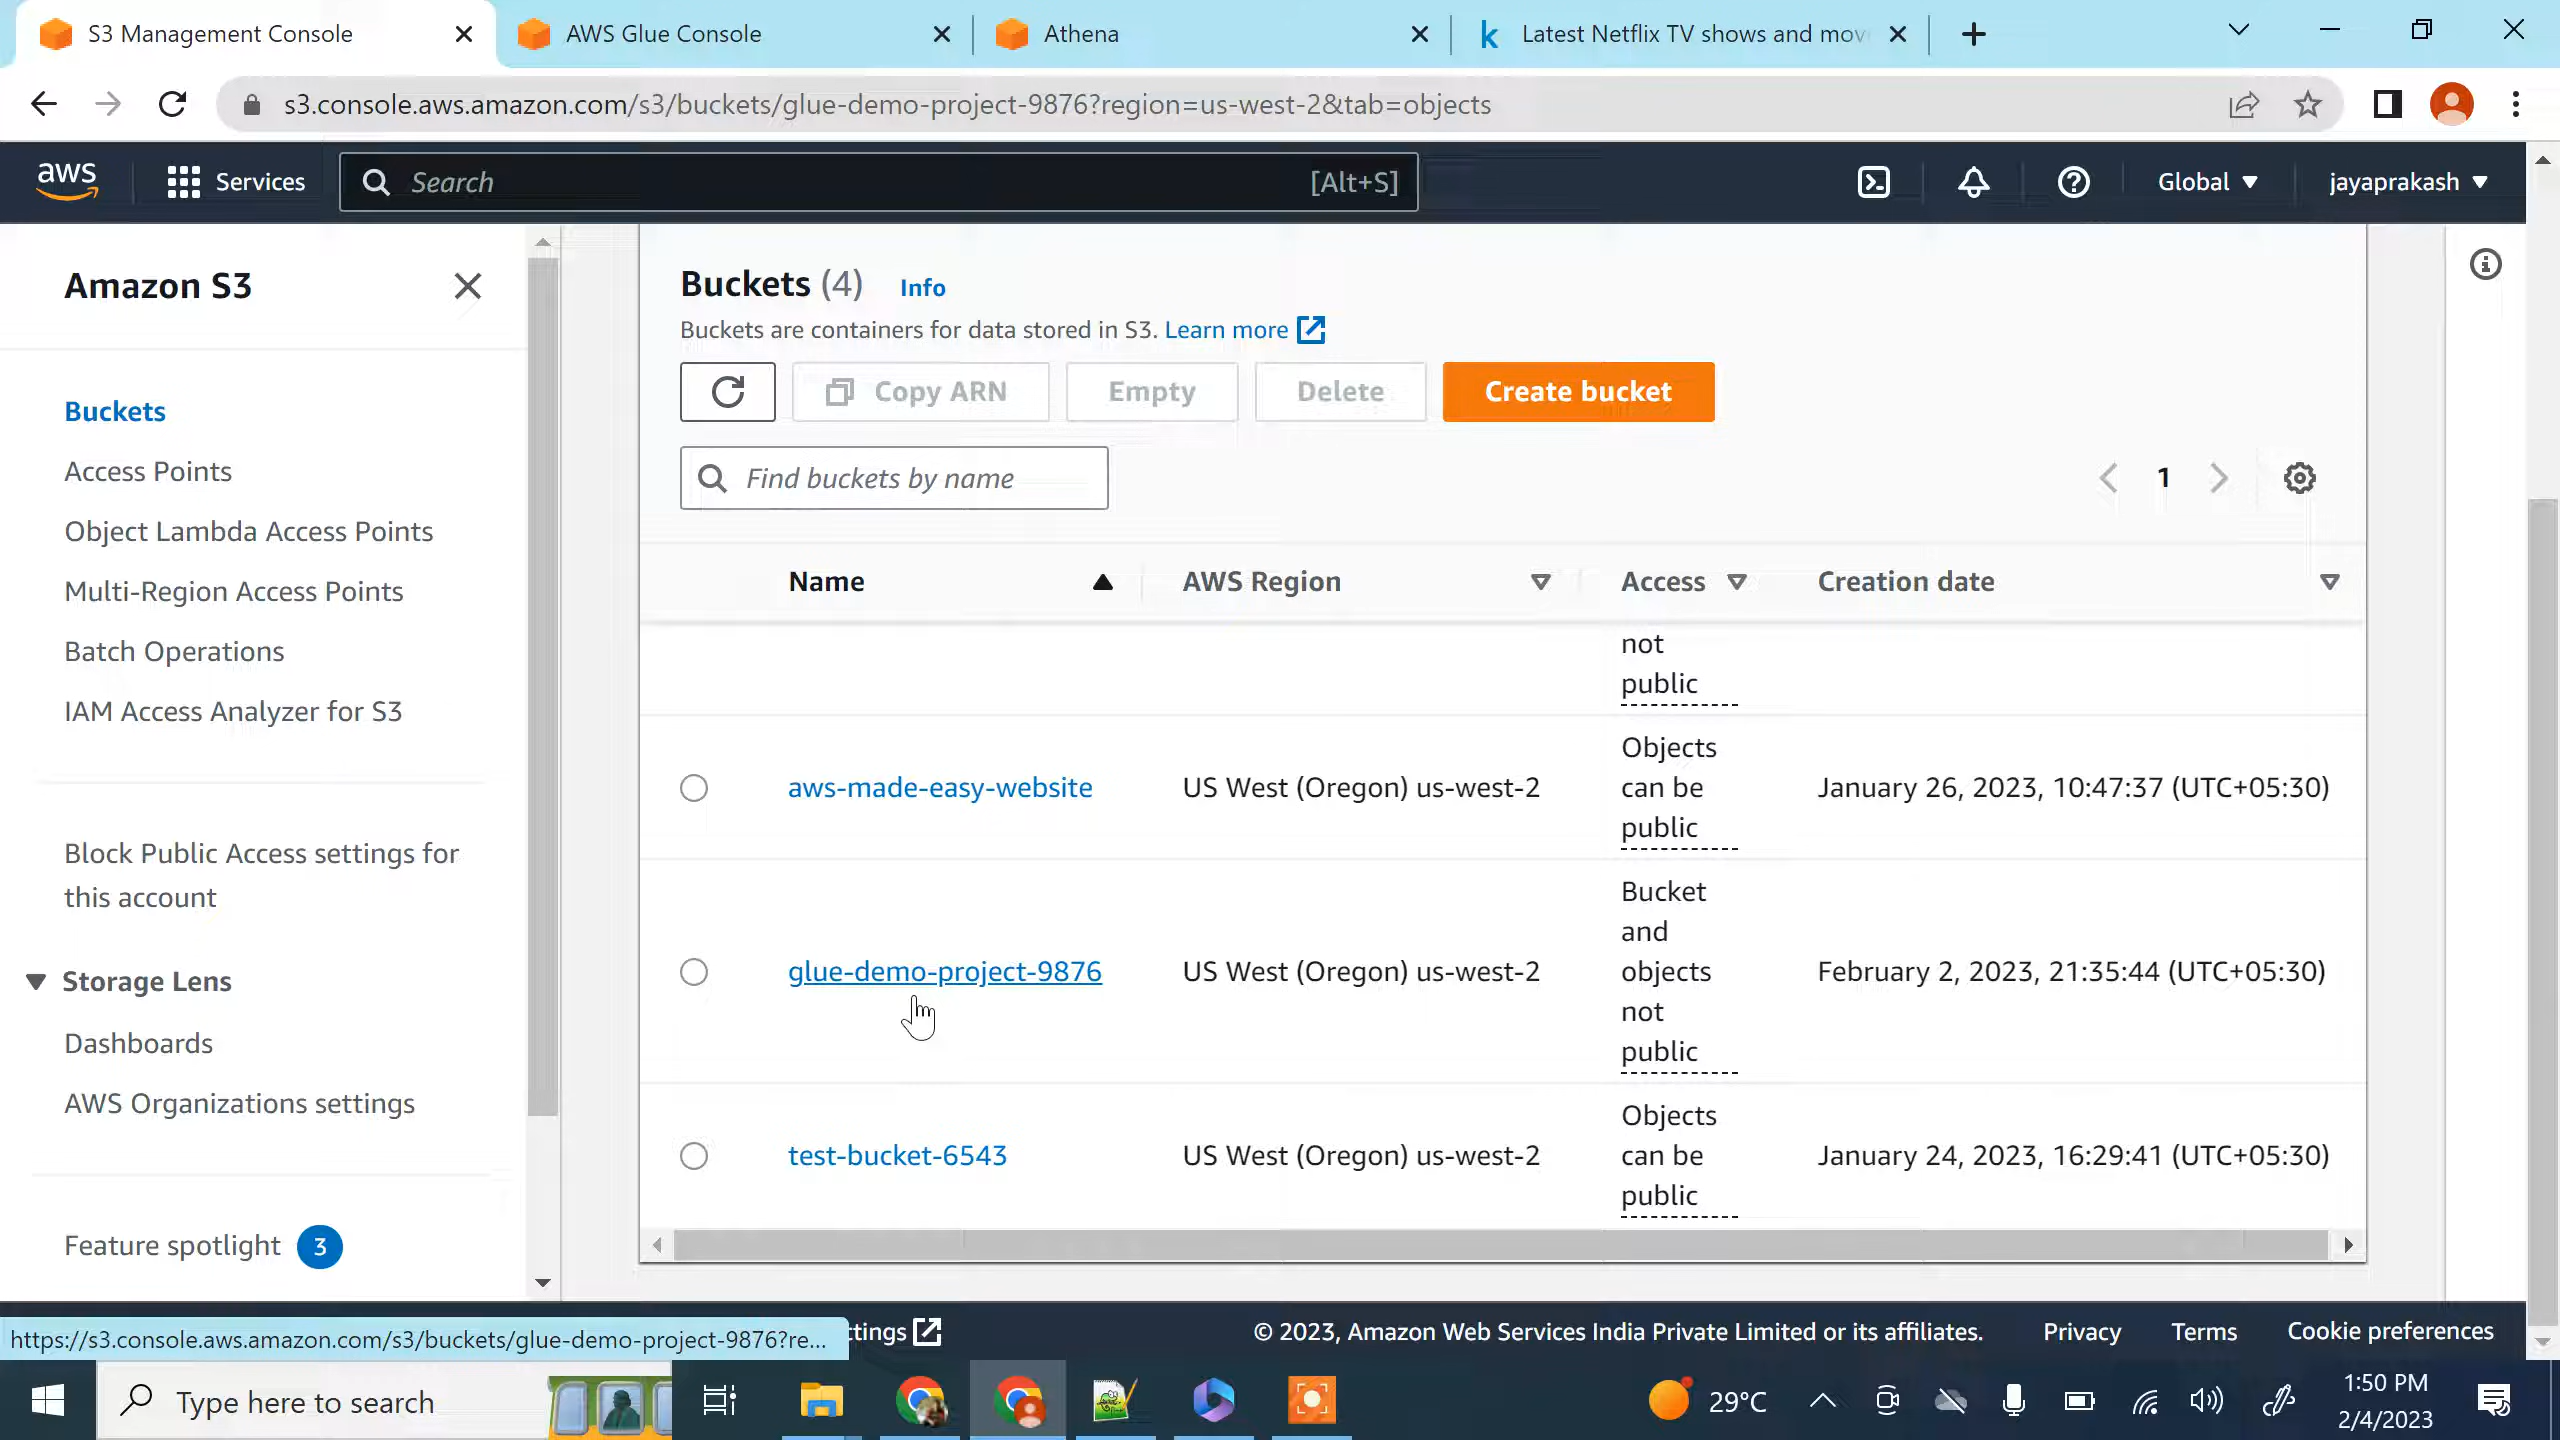 S3 Management Console
AWS Glue Console
Athena
Latest Netflix TV shows and mov
s3.console.aws.amazon.com/s3/buckets/glue-demo-project-9876?region=us-west-2&tab=objects
aws
Services
Search
[Alt+S]
Global
jayaprakash
Amazon S3
Buckets
Access Points
Object Lambda Access Points
Multi-Region Access Points
Batch Operations
IAM Access Analyzer for S3
Block Public Access settings for
this account
Storage Lens
Dashboards
AWS Organizations settings
Feature spotlight 3
Buckets (4) Info
Buckets are containers for data stored in S3. Learn more
Copy ARN
Empty
Delete
Create bucket
Find buckets by name
1
Name AWS Region Access Creation date
not
public
aws-made-easy-website US West (Oregon) us-west-2 Objects can be public January 26, 2023, 10:47:37 (UTC+05:30)
glue-demo-project-9876 US West (Oregon) us-west-2 Bucket and objects not public February 2, 2023, 21:35:44 (UTC+05:30)
test-bucket-6543 US West (Oregon) us-west-2 Objects can be public January 24, 2023, 16:29:41 (UTC+05:30)
https://s3.console.aws.amazon.com/s3/buckets/glue-demo-project-9876?re...
ttings
© 2023, Amazon Web Services India Private Limited or its affiliates.
Privacy
Terms
Cookie preferences
Type here to search
29°C
1:50 PM
2/4/2023